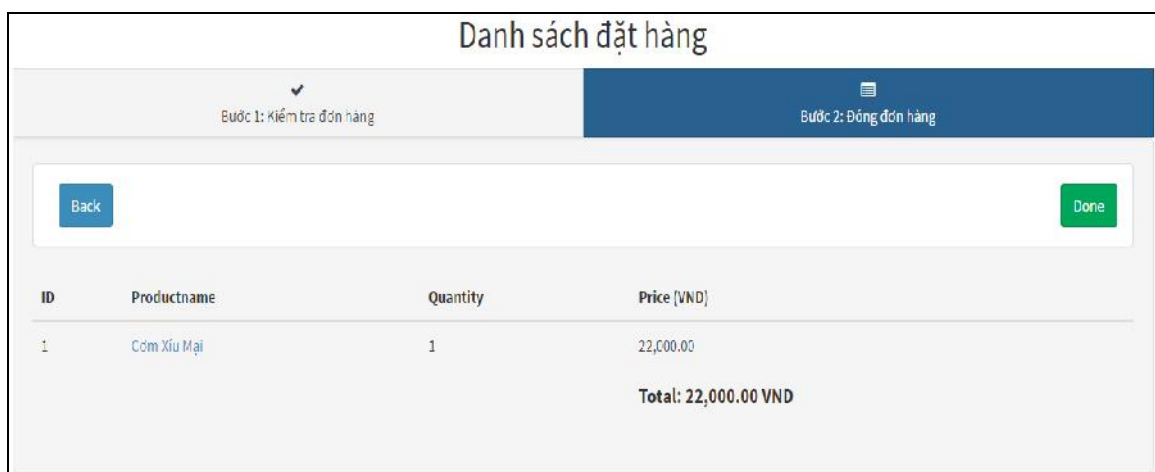 Danh sách đặt hàng
Bước 1: Kiểm tra đơn hàng
Bước 2: Đóng đơn hàng
Back
Done
ID Productname Quantity Price (VND)
1 Cơm Xíu Mại 1 22,000.00
Total: 22,000.00 VND